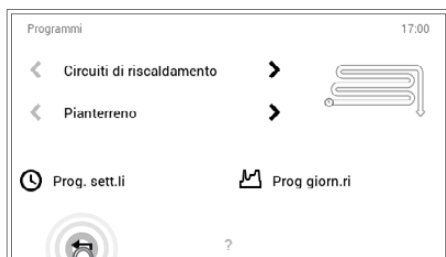 Programmi 17:00
Circuiti di riscaldamento
Pianterreno
Prog. sett.li Prog giorn.ri
?